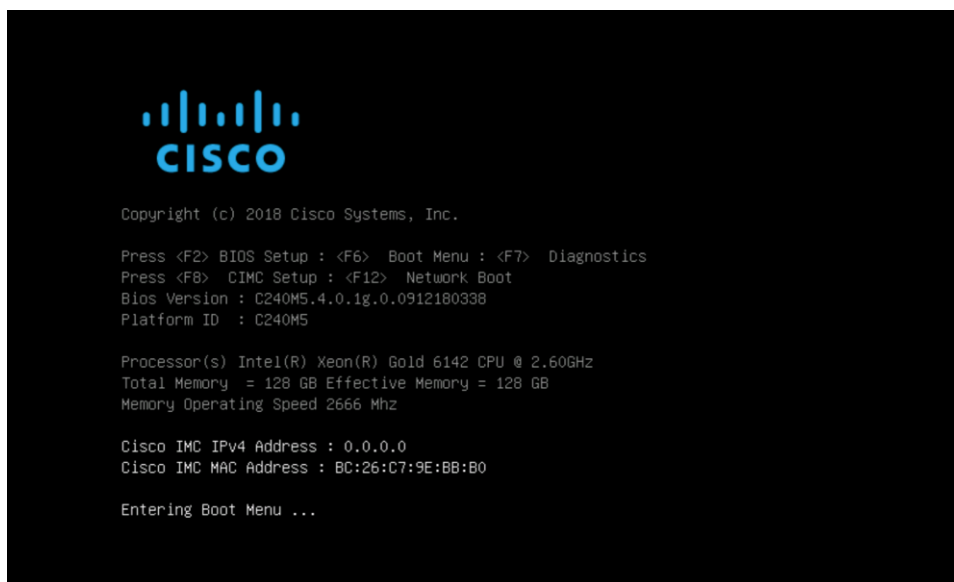 CISCO
Copyright (c) 2018 Cisco Systems, Inc.
Press <F2> BIOS Setup : <F6>  Boot Menu : <F7>  Diagnostics
Press <F8>  CIMC Setup : <F12>  Network Boot
Bios Version : C240M5.4.0.1g.0.0912180338
Platform ID  : C240M5
Processor(s) Intel(R) Xeon(R) Gold 6142 CPU @ 2.60GHz
Total Memory  = 128 GB Effective Memory = 128 GB
Memory Operating Speed 2666 Mhz
Cisco IMC IPv4 Address : 0.0.0.0
Cisco IMC MAC Address : BC:26:C7:9E:BB:B0
Entering Boot Menu ...